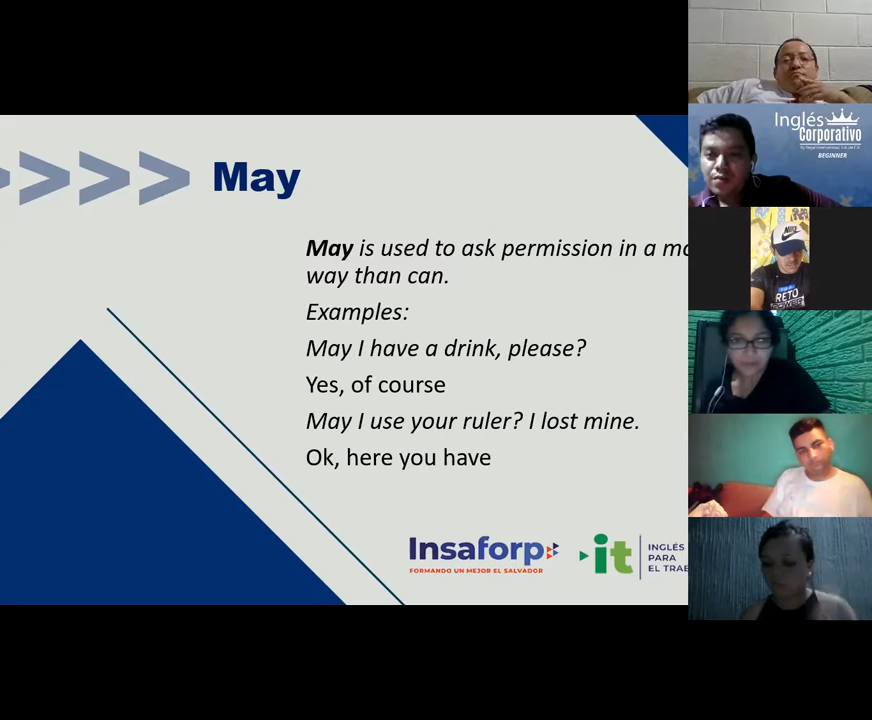 May
May is used to ask permission in a
way than can.
Examples:
May I have a drink, please?
Yes, of course
May I use your ruler? I lost mine.
Ok, here you have
Insaforp
FORMANDO UN MEJOR EL SALVADOR
it
INGLÉS
PARA
EL
Inglés
Corporativo
BEGINNER
RETO